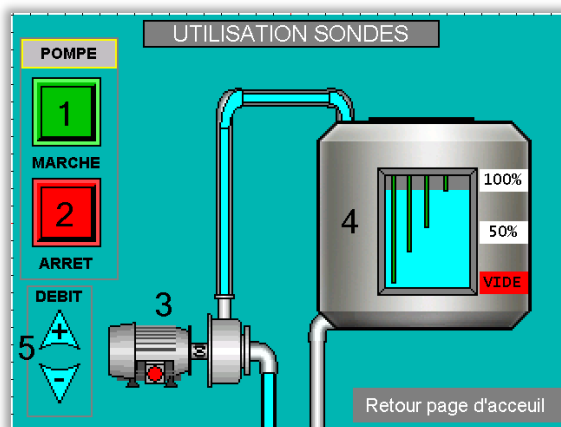 UTILISATION SONDES
POMPE
1
MARCHE
2
ARRET
DEBIT
+
5
-
3
4
100%
50%
VIDE
Retour page d'acceuil